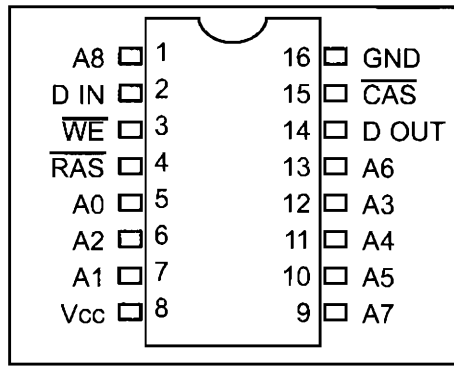 A8 1 16 GND
D IN 2 15 CAS
WE 3 14 D OUT
RAS 4 13 A6
A0 5 12 A3
A2 6 11 A4
A1 7 10 A5
Vcc 8 9 A7